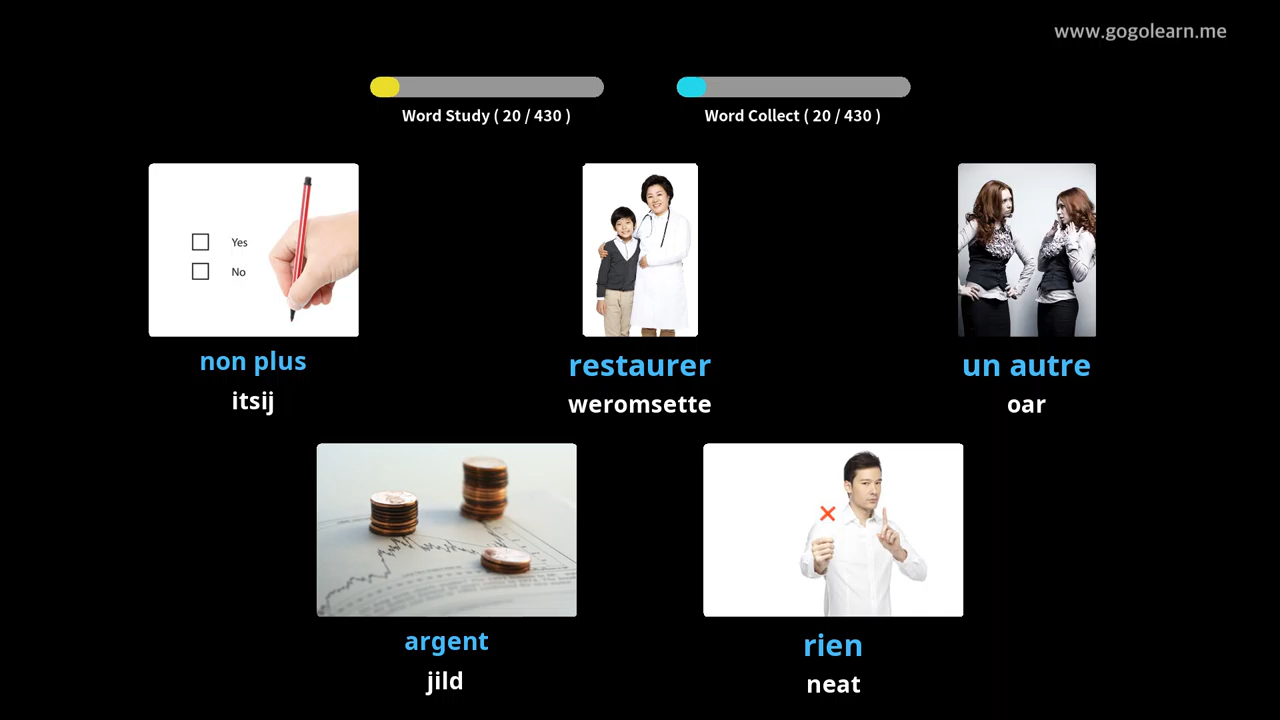 www.gogolearn.me
Word Study ( 20 / 430 )
Word Collect ( 20 / 430 )
Yes
No
non plus
itsij
restaurer
weromsette
un autre
oar
argent
jild
rien
neat